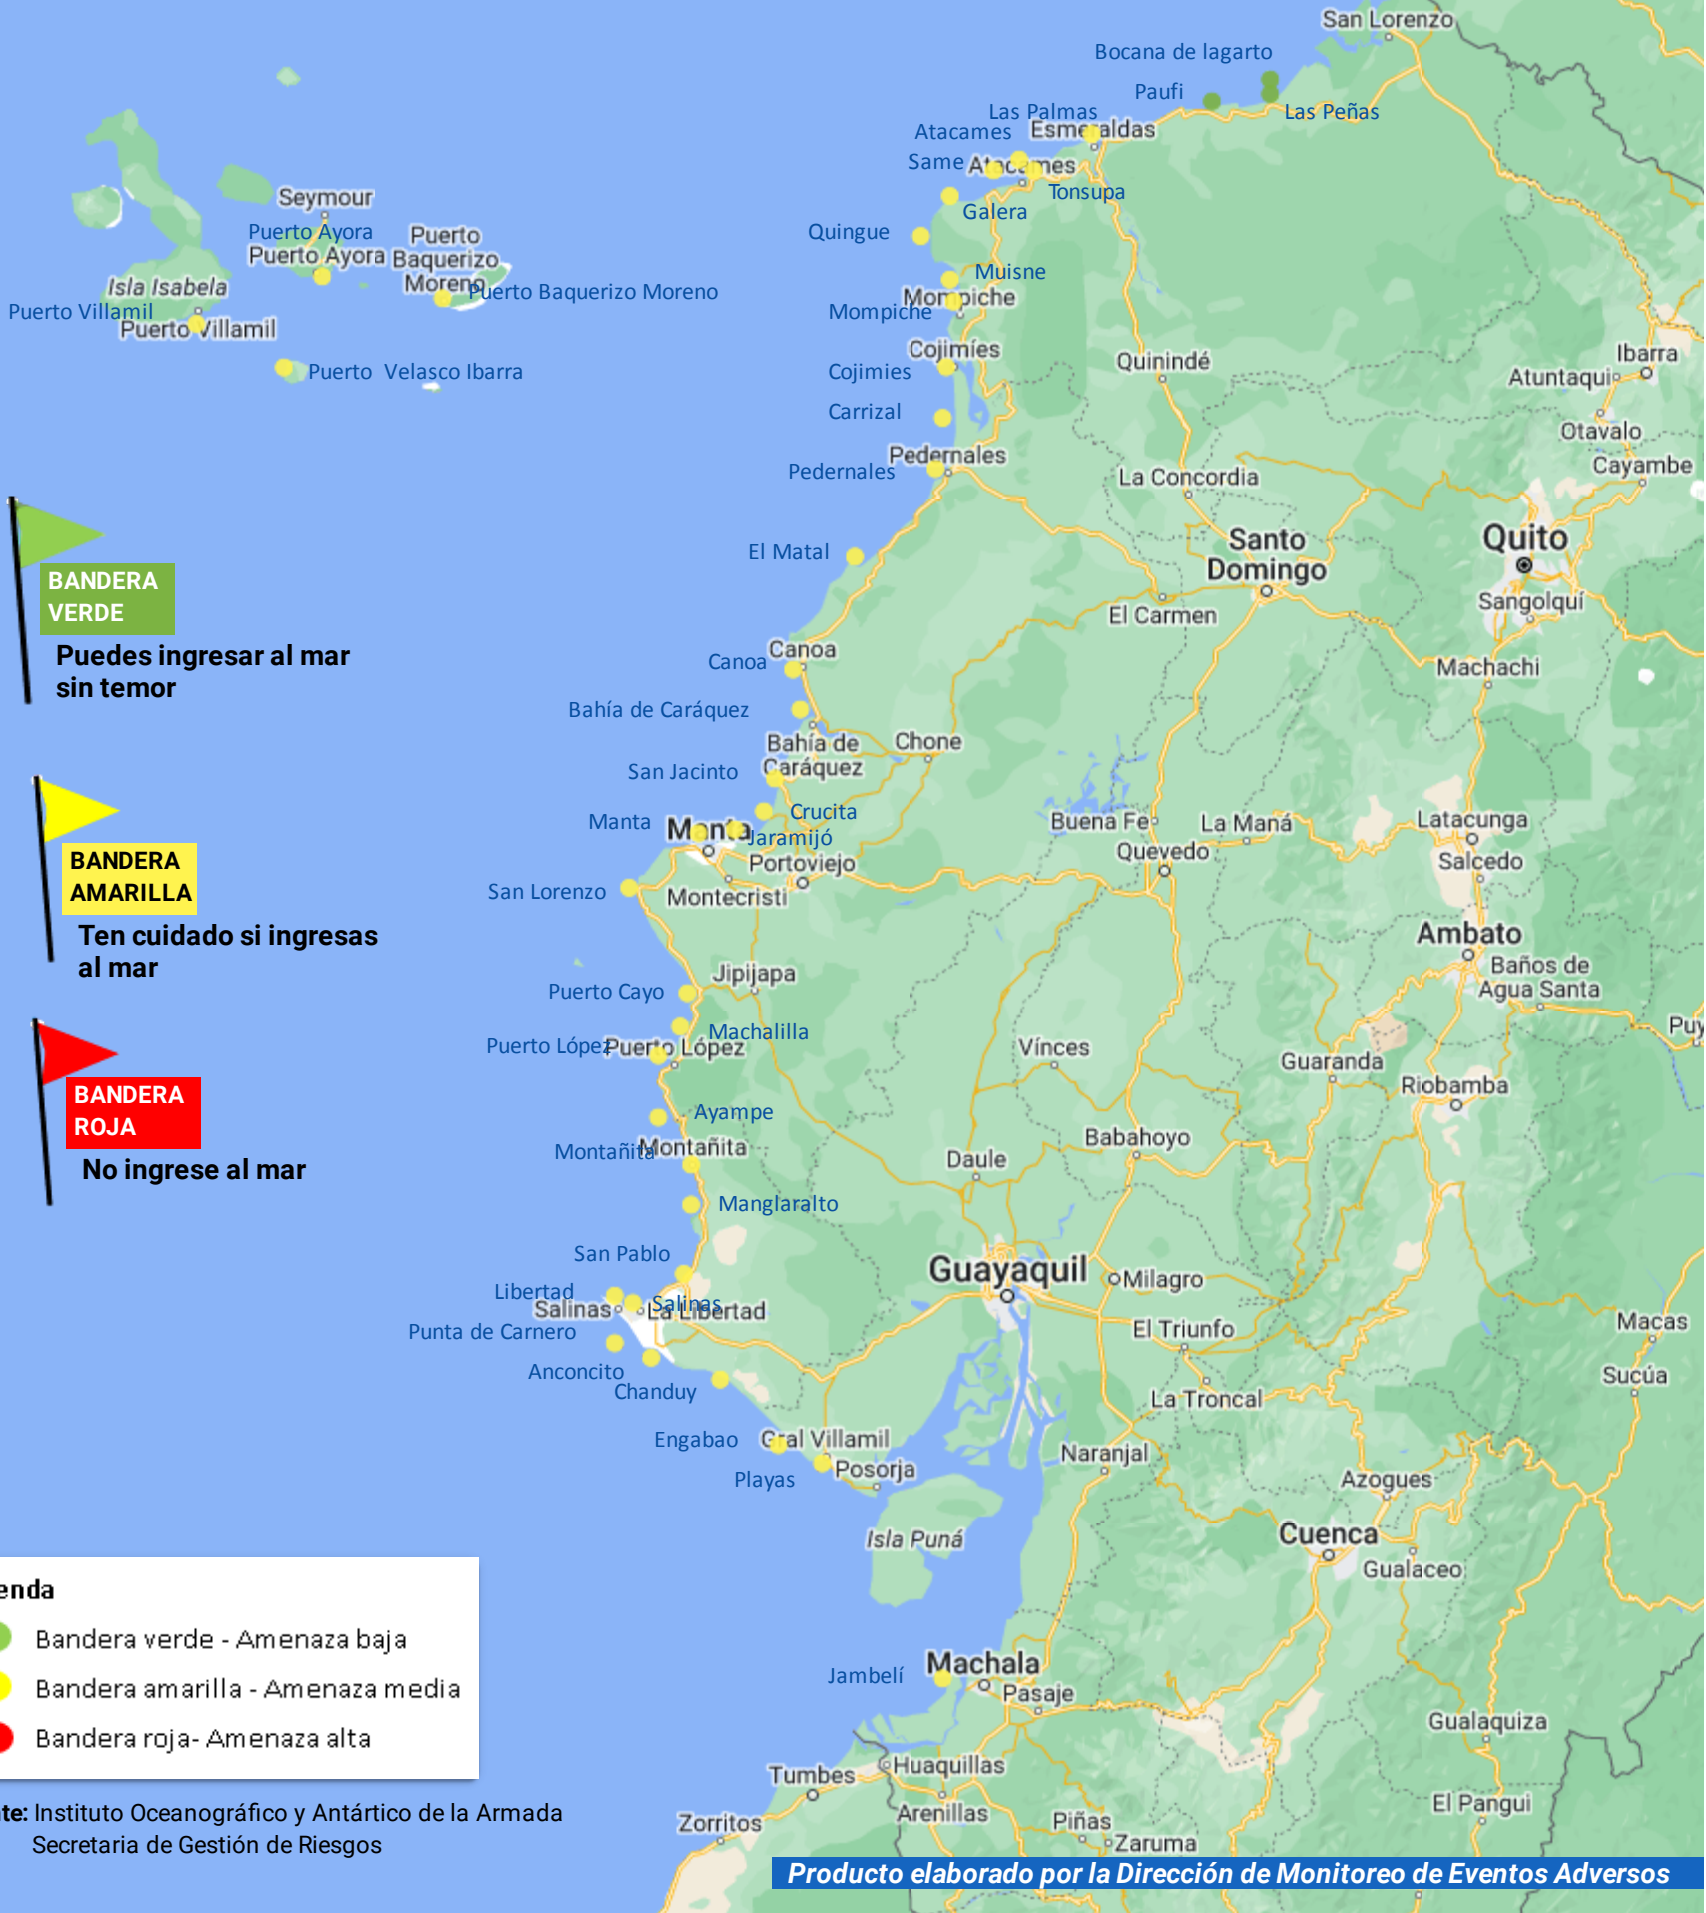 San Lorenzo
Bocana de lagarto
Paufi
Las Palmas
Las Peñas
Atacames
Esmeraldas
Same
Atacames
Tonsupa
Galera
Quingue
Muisne
Mompiche
Mompiche
Cojimíes
Cojimies
Carrizal
Pedernales
Pedernales
El Matal
Canoa
Canoa
Bahía de Caráquez
Bahía de
Caráquez
Chone
San Jacinto
Crucita
Manta
Manta
Jaramijó
Portoviejo
Montecristi
San Lorenzo
Jipijapa
Puerto Cayo
Machalilla
Puerto López
Puerto López
Ayampe
Montañita
Montañita
Manglaralto
San Pablo
Libertad
Salinas
Salinas
La Libertad
Punta de Carnero
Anconcito
Chanduy
Engabao
Gral Villamil
Playas
Posorja
Isla Puná
Jambelí
Machala
Pasaje
Huaquillas
Tumbes
Arenillas
Piñas
Zaruma
Zorritos
Seymour
Puerto Ayora
Puerto Ayora
Puerto
Baquerizo
Moreno
Puerto Baquerizo Moreno
Isla Isabela
Puerto Villamil
Puerto Villamil
Puerto Velasco Ibarra
Quinindé
Ibarra
Atuntaqui
Otavalo
Cayambe
La Concordia
Santo
Domingo
Quito
Sangolquí
El Carmen
Machachi
Buena Fe
La Maná
Latacunga
Quevedo
Salcedo
Ambato
Baños de
Agua Santa
Puy
Vínces
Guaranda
Riobamba
Babahoyo
Daule
Guayaquil
Milagro
El Triunfo
Macas
Sucúa
La Troncal
Naranjal
Azogues
Cuenca
Gualaceo
Gualaquiza
El Pangui
BANDERA
VERDE
Puedes ingresar al mar
sin temor
BANDERA
AMARILLA
Ten cuidado si ingresas
al mar
BANDERA
ROJA
No ingrese al mar
enda
Bandera verde - Amenaza baja
Bandera amarilla - Amenaza media
Bandera roja- Amenaza alta
te: Instituto Oceanográfico y Antártico de la Armada
Secretaria de Gestión de Riesgos
Producto elaborado por la Dirección de Monitoreo de Eventos Adversos